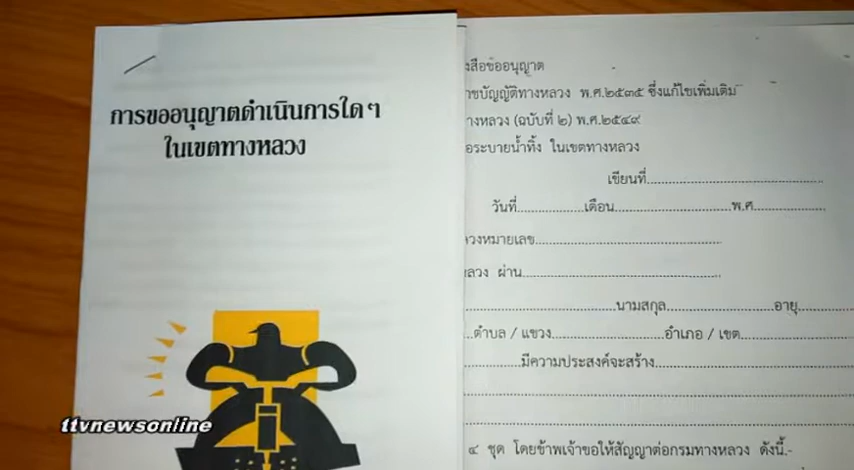 การขออนุญาตดำเนินการใด ๆ
ในเขตทางหลวง
ttvnewsonline
งสือขออนุญาต
าชบัญญัติทางหลวง พ.ศ.๒๕๓๕ ซึ่งแก้ไขเพิ่มเติม
างหลวง (ฉบับที่ ๒) พ.ศ.๒๕๔๙
อระบายน้ำทิ้ง ในเขตทางหลวง
เขียนที่
วันที่ เดือน พ.ศ
วงหมายเลข
ลวง ผ่าน
นามสกุล อายุ
ตำบล / แขวง อำเภอ / เขต
มีความประสงค์จะสร้าง
๔ ชุด โดยข้าพเจ้าขอให้สัญญาต่อกรมทางหลวง ดังนี้.-